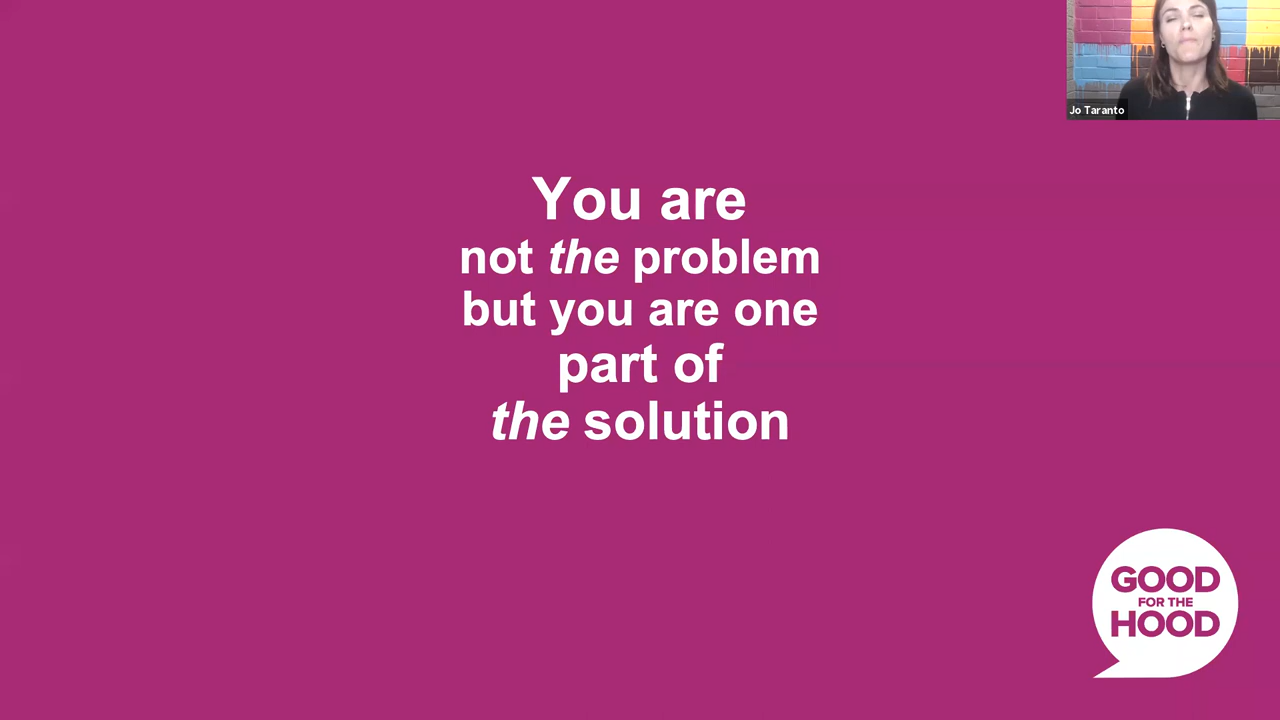 Jo Taranto
You are
not the problem
but you are one
part of
the solution
GOOD
FOR THE
HOOD